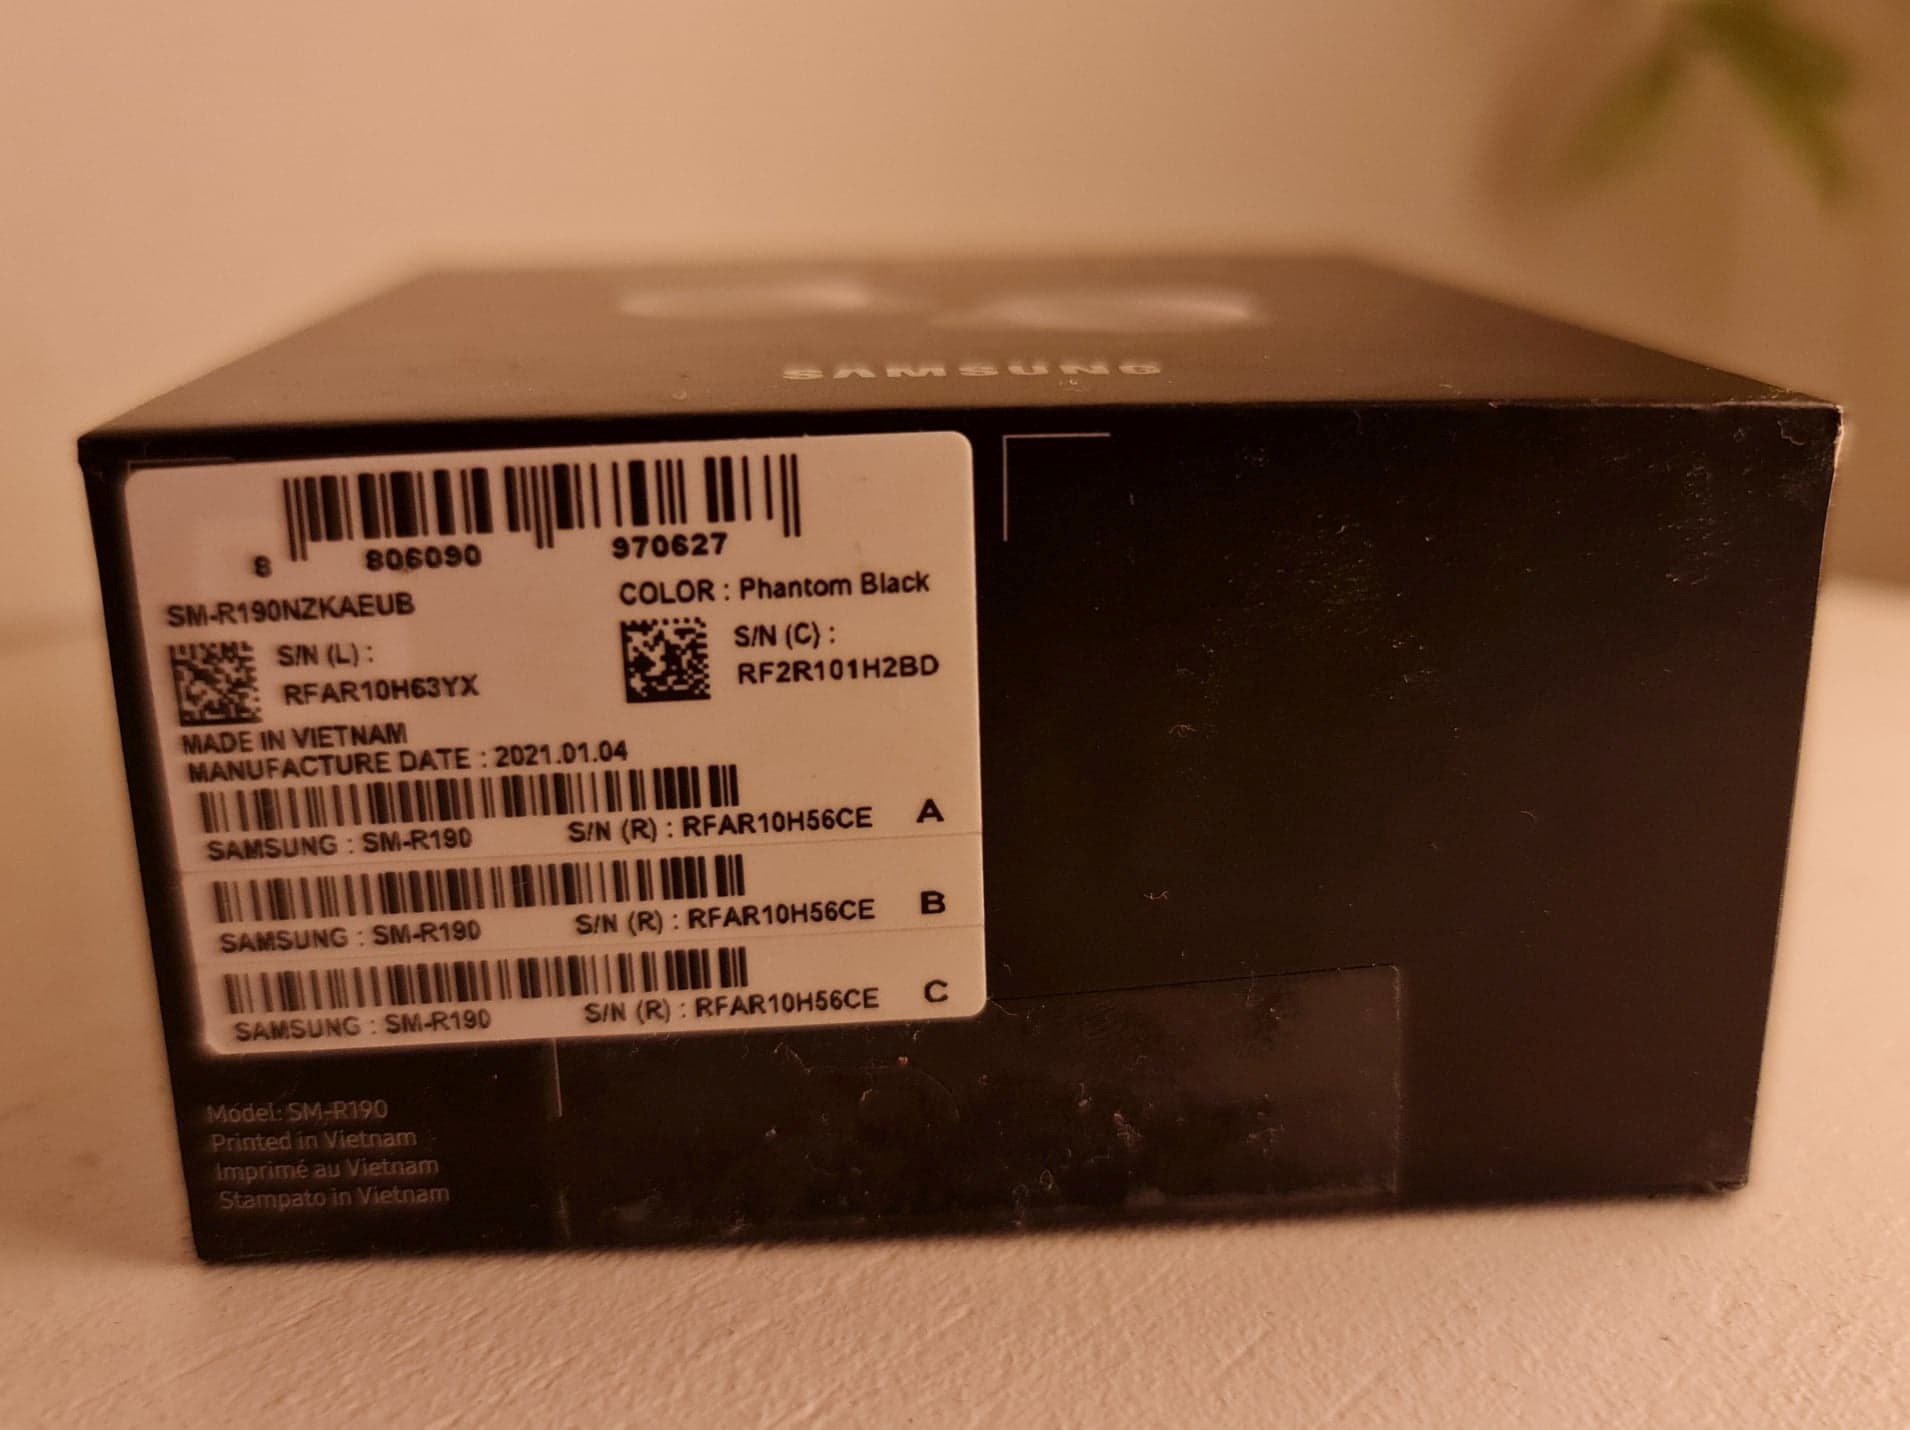 SAMSUNG
8 806090 970627
SM-R190NZKAEUB
COLOR : Phantom Black
S/N (L) :
RFAR10H63YX
S/N (C) :
RF2R101H2BD
MADE IN VIETNAM
MANUFACTURE DATE : 2021.01.04
SAMSUNG : SM-R190 S/N (R) : RFAR10H56CE A
SAMSUNG : SM-R190 S/N (R) : RFAR10H56CE B
SAMSUNG : SM-R190 S/N (R) : RFAR10H56CE C
Model: SM-R190
Printed in Vietnam
Imprimé au Vietnam
Stampato in Vietnam